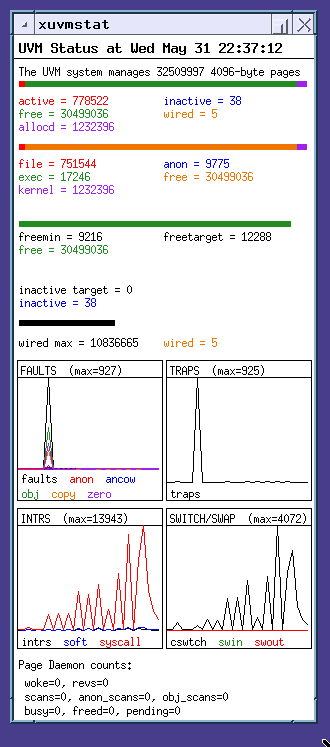 xuvmstat
UVM Status at Wed May 31 22:37:12
The UVM system manages 32509997 4096-byte pages
active = 778522 inactive = 38
free = 30499036 wired = 5
allocd = 1232396
file = 751544 anon = 9775
exec = 17246 free = 30499036
kernel = 1232396
freemin = 9216 freetarget = 12288
free = 30499036
inactive target = 0
inactive = 38
wired max = 10836665 wired = 5
FAULTS (max=927)
faults anon ancow
obj copy zero
TRAPS (max=925)
traps
INTRS (max=13943)
intrs soft syscall
SWITCH/SWAP (max=4072)
cswtch swin swout
Page Daemon counts:
woke=0, revs=0
scans=0, anon_scans=0, obj_scans=0
busy=0, freed=0, pending=0